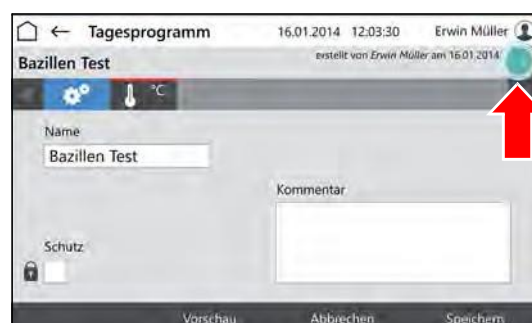 Tagesprogramm 16.01.2014 12:03:30 Erwin Müller
Bazillen Test erstellt von Erwin Müller am 16.01.2014
°C
Name
Bazillen Test
Kommentar
Schutz
Vorschau Abbrechen Speichern